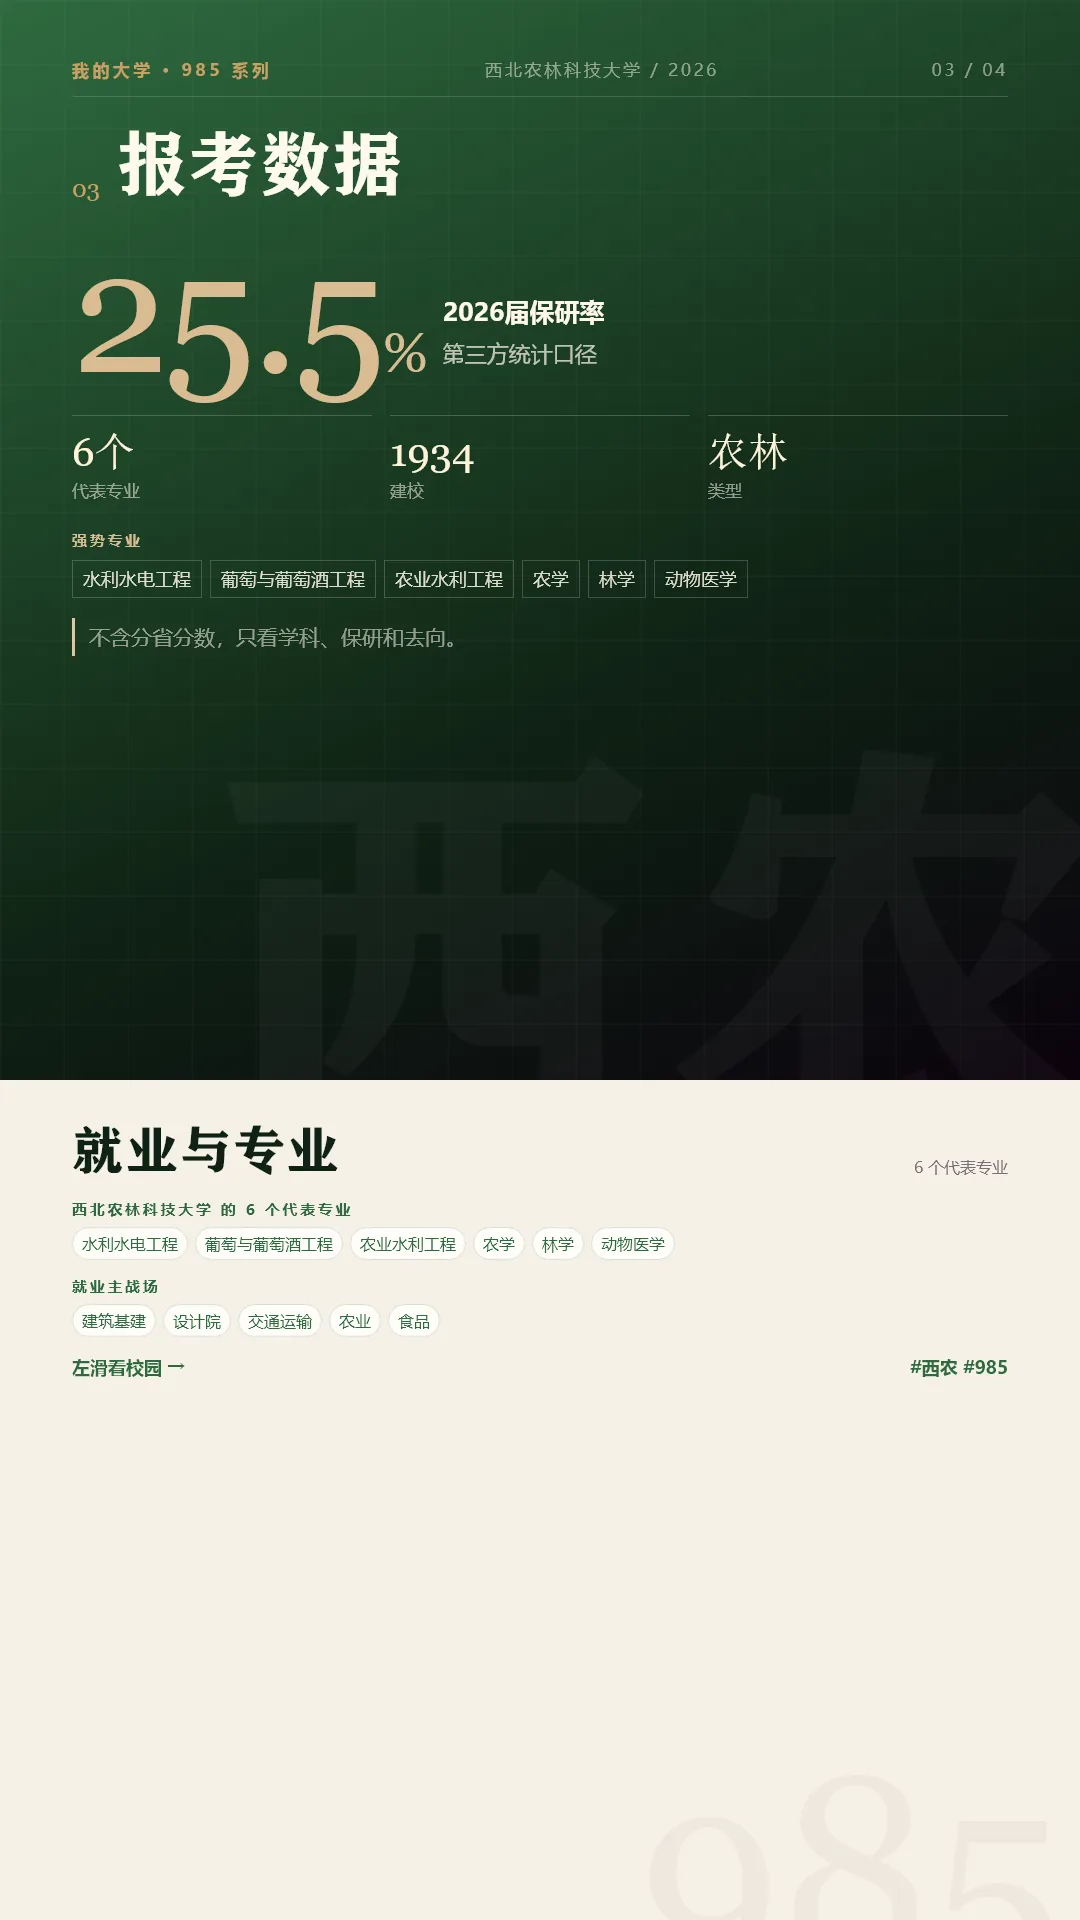 我的大学 · 985 系列
西北农林科技大学 / 2026
03 / 04
03 报考数据
25.5%
2026届保研率
第三方统计口径
6个
代表专业
1934
建校
农林
类型
强势专业
水利水电工程 葡萄与葡萄酒工程 农业水利工程 农学 林学 动物医学
不含分省分数，只看学科、保研和去向。
西农
就业与专业
6 个代表专业
西北农林科技大学 的 6 个代表专业
水利水电工程 葡萄与葡萄酒工程 农业水利工程 农学 林学 动物医学
就业主战场
建筑基建 设计院 交通运输 农业 食品
左滑看校园 →
#西农 #985
985